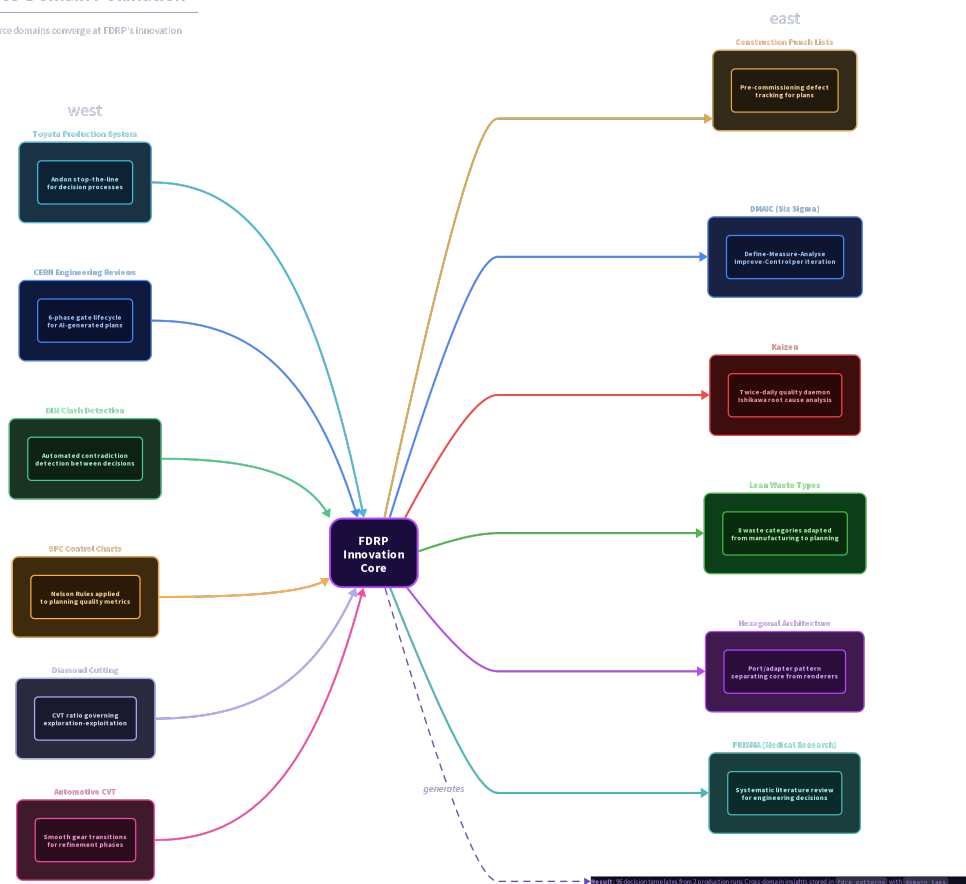 rce domains converge at FDRP's innovation
west
Toyota Production System
Andon stop-the-line
for decision processes
CERN Engineering Reviews
6-phase gate lifecycle
for AI-generated plans
BIM Clash Detection
Automated contradiction
detection between decisions
SPC Control Charts
Nelson Rules applied
to planning quality metrics
Diamond Cutting
CVT ratio governing
exploration-exploitation
Automotive CVT
Smooth gear transitions
for refinement phases
FDRP
Innovation
Core
generates
east
Construction Punch Lists
Pre-commissioning defect
tracking for plans
DMAIC (Six Sigma)
Define-Measure-Analyse
Improve-Control per iteration
Kaizen
Twice-daily quality daemon
Ishikawa root cause analysis
Lean Waste Types
8 waste categories adapted
from manufacturing to planning
Hexagonal Architecture
Port/adapter pattern
separating core from renderers
PRISMA (Medical Research)
Systematic literature review
for engineering decisions
Result: 96 decision templates from 2 production runs Cross-domain insights stored in fdrp_patterns with domain_tags